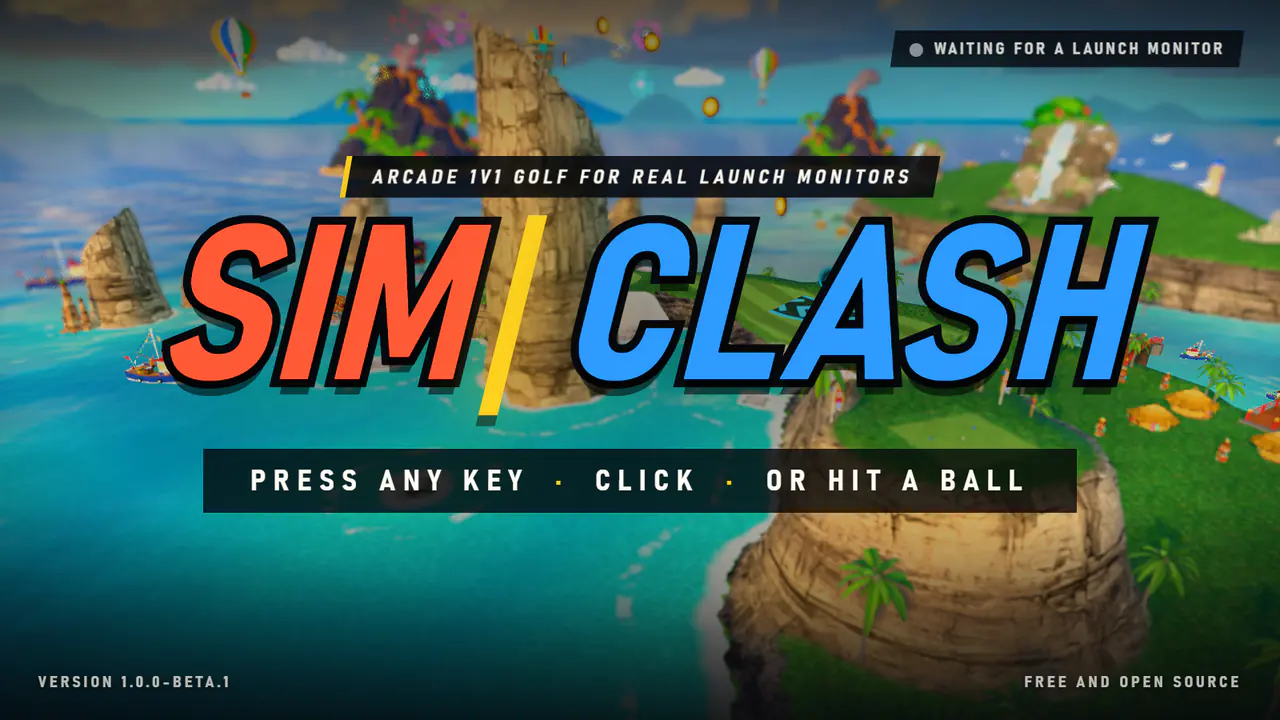 WAITING FOR A LAUNCH MONITOR
ARCADE 1V1 GOLF FOR REAL LAUNCH MONITORS
SIM/CLASH
PRESS ANY KEY · CLICK · OR HIT A BALL
VERSION 1.0.0-BETA.1
FREE AND OPEN SOURCE